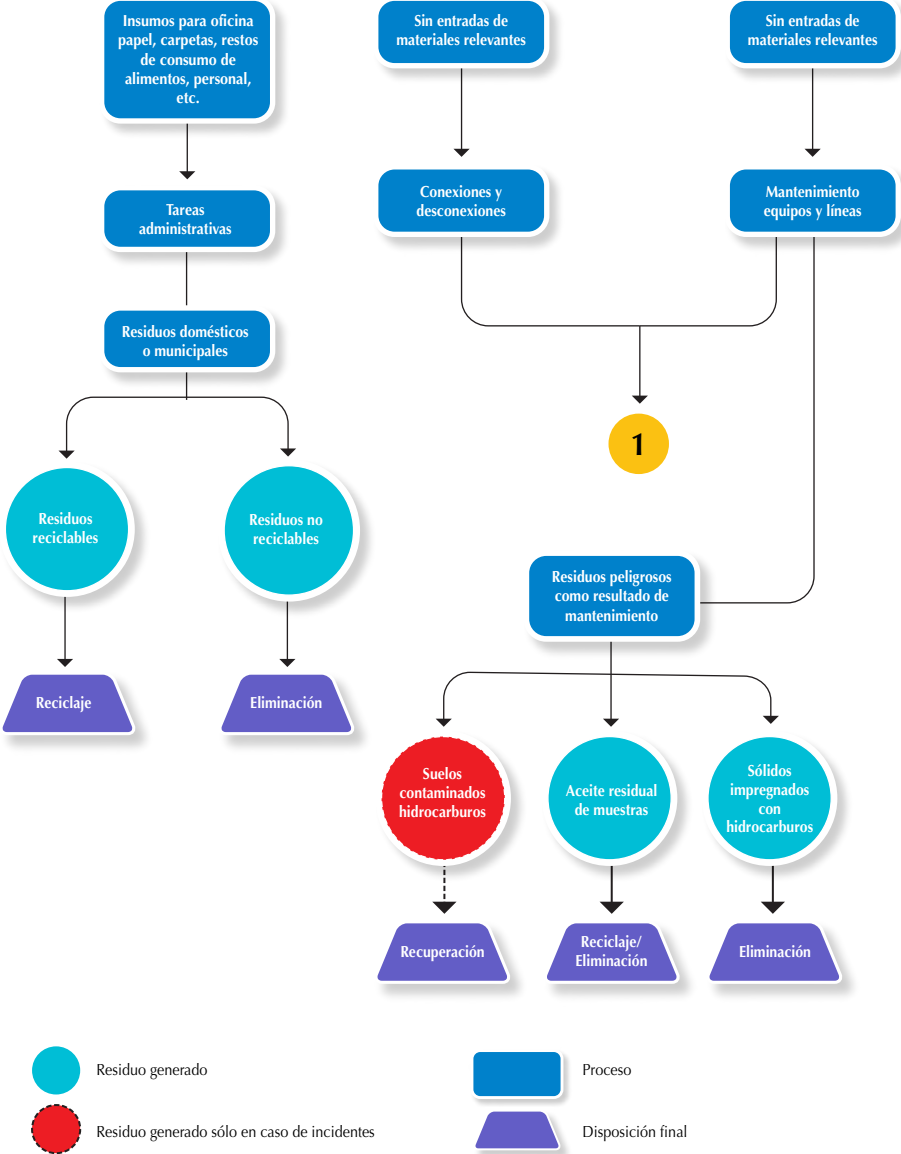 Insumos para oficina
papel, carpetas, restos
de consumo de
alimentos, personal,
etc.
Sin entradas de
materiales relevantes
Sin entradas de
materiales relevantes
Tareas
administrativas
Conexiones y
desconexiones
Mantenimiento
equipos y líneas
Residuos domésticos
o municipales
1
Residuos
reciclables
Residuos no
reciclables
Residuos peligrosos
como resultado de
mantenimiento
Reciclaje
Eliminación
Suelos
contaminados
hidrocarburos
Aceite residual
de muestras
Sólidos
impregnados
con
hidrocarburos
Recuperación
Reciclaje/
Eliminación
Eliminación
Residuo generado
Proceso
Residuo generado sólo en caso de incidentes
Disposición final